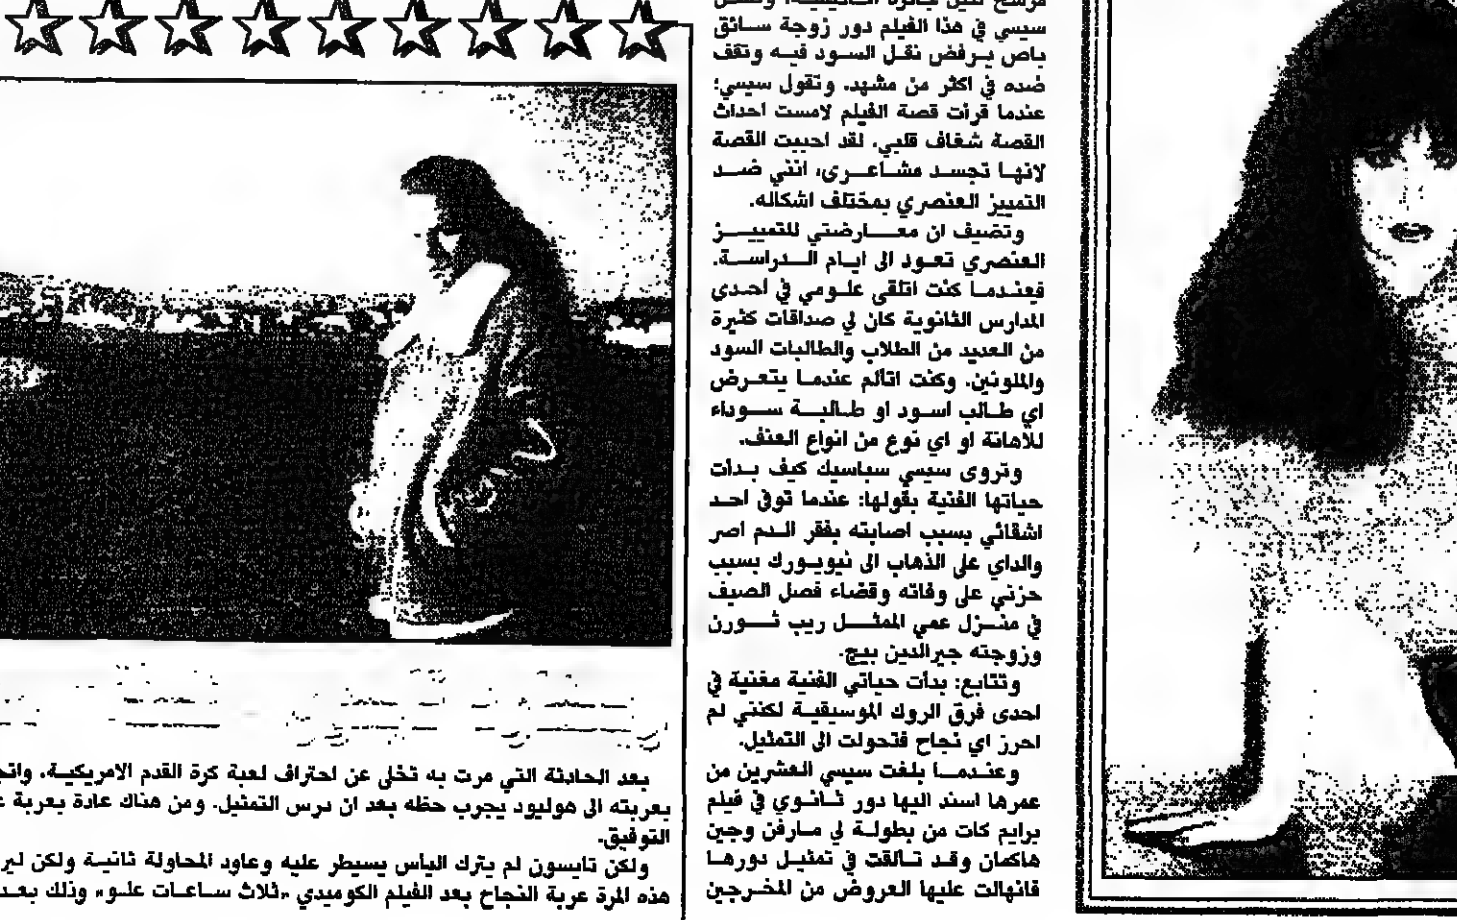 مرشح لنيل جائزة
سيسي في هذا الفيلم دور زوجة سائق
باص يرفض نقل السود فيه وتقف
ضده في اكثر من مشهد. وتقول سيسي:
عندما قرأت قصة الفيلم لامست احداث
القصة شغاف قلبي. لقد احببت القصة
لانها تجسد مشاعري، انني ضد
التمييز العنصري بمختلف اشكاله.
وتضيف ان معارضتي للتمييز
العنصري تعود الى ايام الدراسة.
فعندما كنت اتلقى علومي في احدى
المدارس الثانوية كان لي صداقات كثيرة
من العديد من الطلاب والطالبات السود
والملونين. وكنت اتألم عندما يتعرض
اي طالب اسود او طالبة سوداء
للأهانة او اي نوع من انواع العنف.
وتروى سيسي سباسيك كيف بدأت
حياتها الفنية بقولها: عندما توفي احد
اشقائي بسبب اصابته بفقر الدم اصر
والداي على الذهاب الى نيويورك بسبب
حزني على وفاته وقضاء فصل الصيف
في منزل عمي الممثل ريب تورن
وزوجته جيرالدين بيج.
وتتابع: بدأت حياتي الفنية مغنية في
احدى فرق الروك الموسيقية لكنني لم
احرز اي نجاح فتحولت الى التمثيل.
وعندما بلغت سيسي العشرين من
عمرها اسند اليها دور ثانوي في فيلم
برايم كات من بطولة لي مارفن وجين
هاكمان وقد تألقت في تمثيل دورها
فانهالت عليها العروض من المخرجين
بعد الحادثة التي مرت به تخلى عن احتراف لعبة كرة القدم الامريكية، واتج
بعربته الى هوليود يجرب حظه بعد ان درس التمثيل. ومن هناك عادة بعربة ع
التوفيق.
ولكن تايسون لم يترك الياس يسيطر عليه وعاود المحاولة ثانية ولكن لير
هذه المرة عربة النجاح بعد الفيلم الكوميدي «ثلاث ساعات علو» وذلك بعد